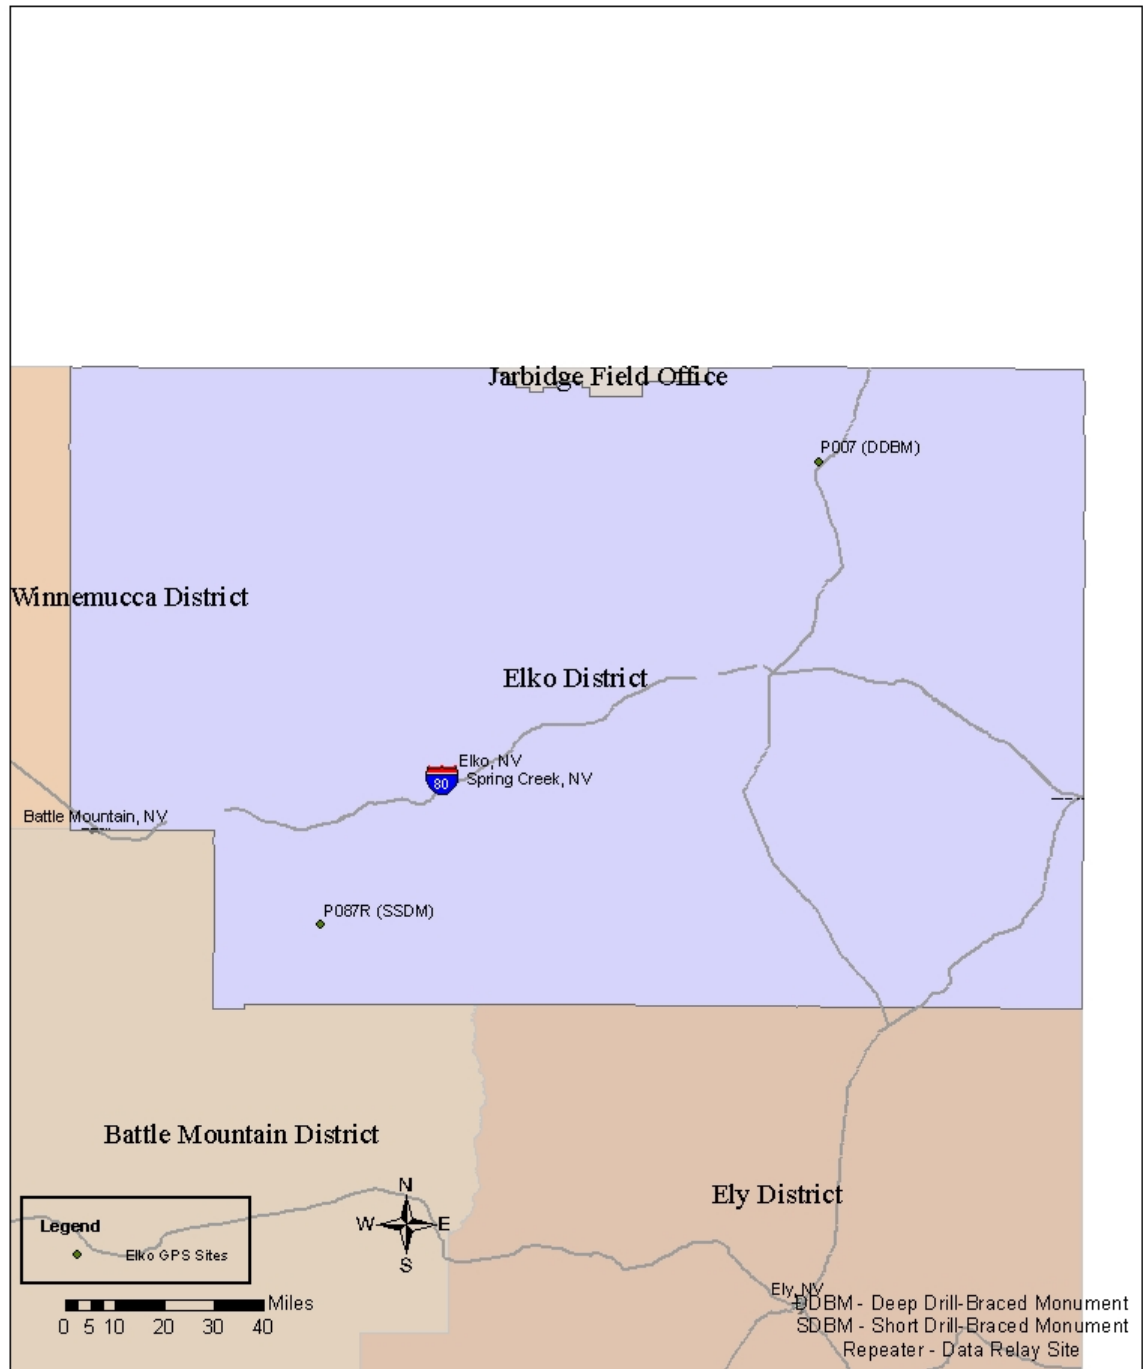 Jarbidge Field Office
P007 (DDBM)
Winnemucca District
Elko District
Elko, NV
80
Spring Creek, NV
Battle Mountain, NV
P087R (SSDM)
Battle Mountain District
Ely District
N
W E
S
Legend
Elko GPS Sites
Miles
0 5 10 20 30 40
Ely, NV
DDBM - Deep Drill-Braced Monument
SDBM - Short Drill-Braced Monument
Repeater - Data Relay Site